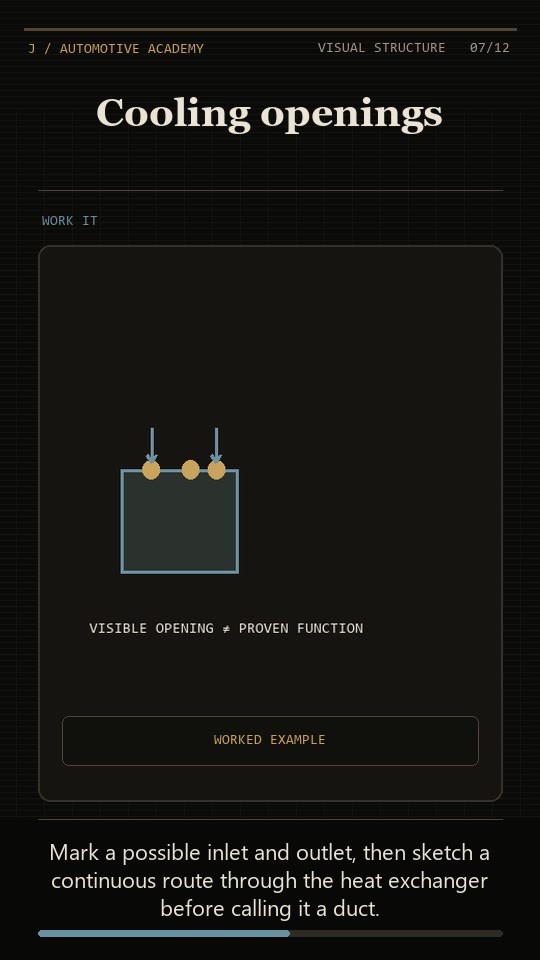 J / AUTOMOTIVE ACADEMY
VISUAL STRUCTURE 07/12
Cooling openings
WORK IT
VISIBLE OPENING ≠ PROVEN FUNCTION
WORKED EXAMPLE
Mark a possible inlet and outlet, then sketch a
continuous route through the heat exchanger
before calling it a duct.